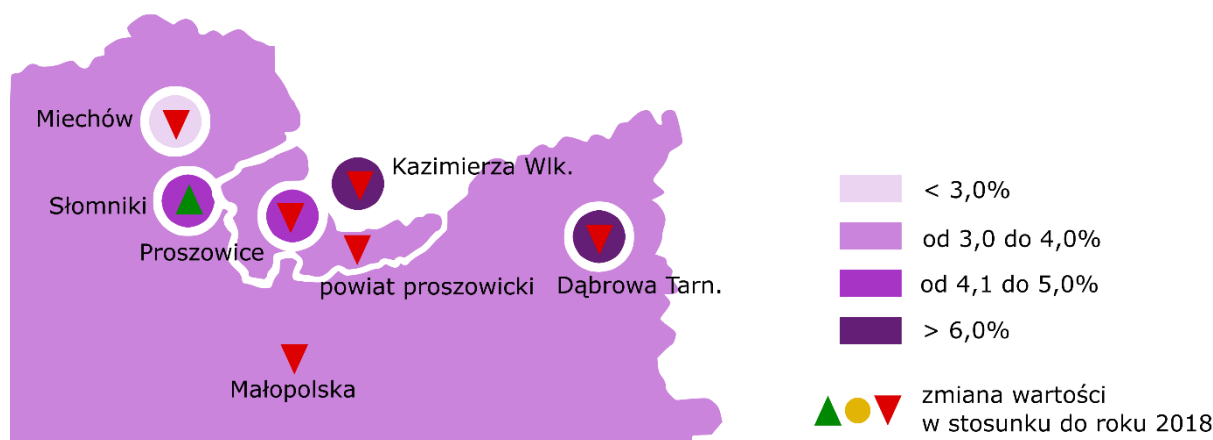 Miechów
Słomniki
Proszowice
Kazimierza Wlk.
powiat proszowicki
Dąbrowa Tarn.
Małopolska
< 3,0%
od 3,0 do 4,0%
od 4,1 do 5,0%
> 6,0%
zmiana wartości
w stosunku do roku 2018